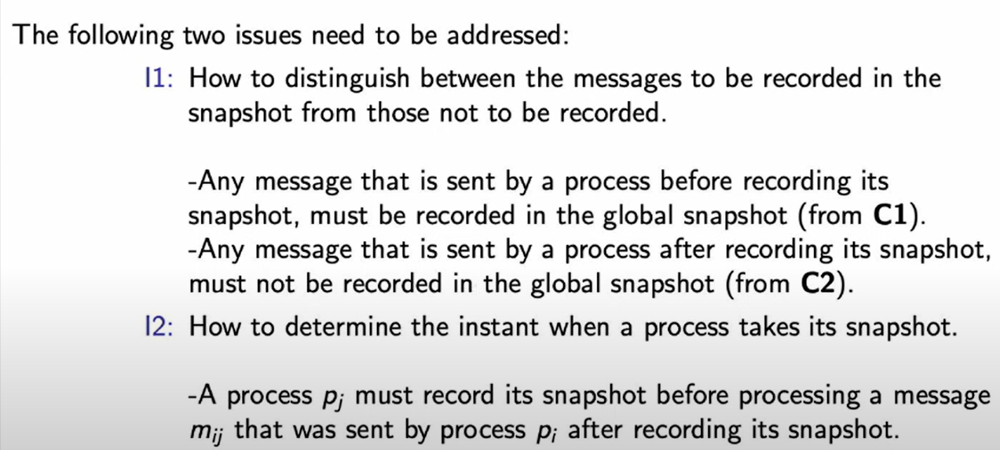 The following two issues need to be addressed:
I1: How to distinguish between the messages to be recorded in the
snapshot from those not to be recorded.
-Any message that is sent by a process before recording its
snapshot, must be recorded in the global snapshot (from C1).
-Any message that is sent by a process after recording its snapshot,
must not be recorded in the global snapshot (from C2).
I2: How to determine the instant when a process takes its snapshot.
-A process pj must record its snapshot before processing a message
mij that was sent by process pi after recording its snapshot.